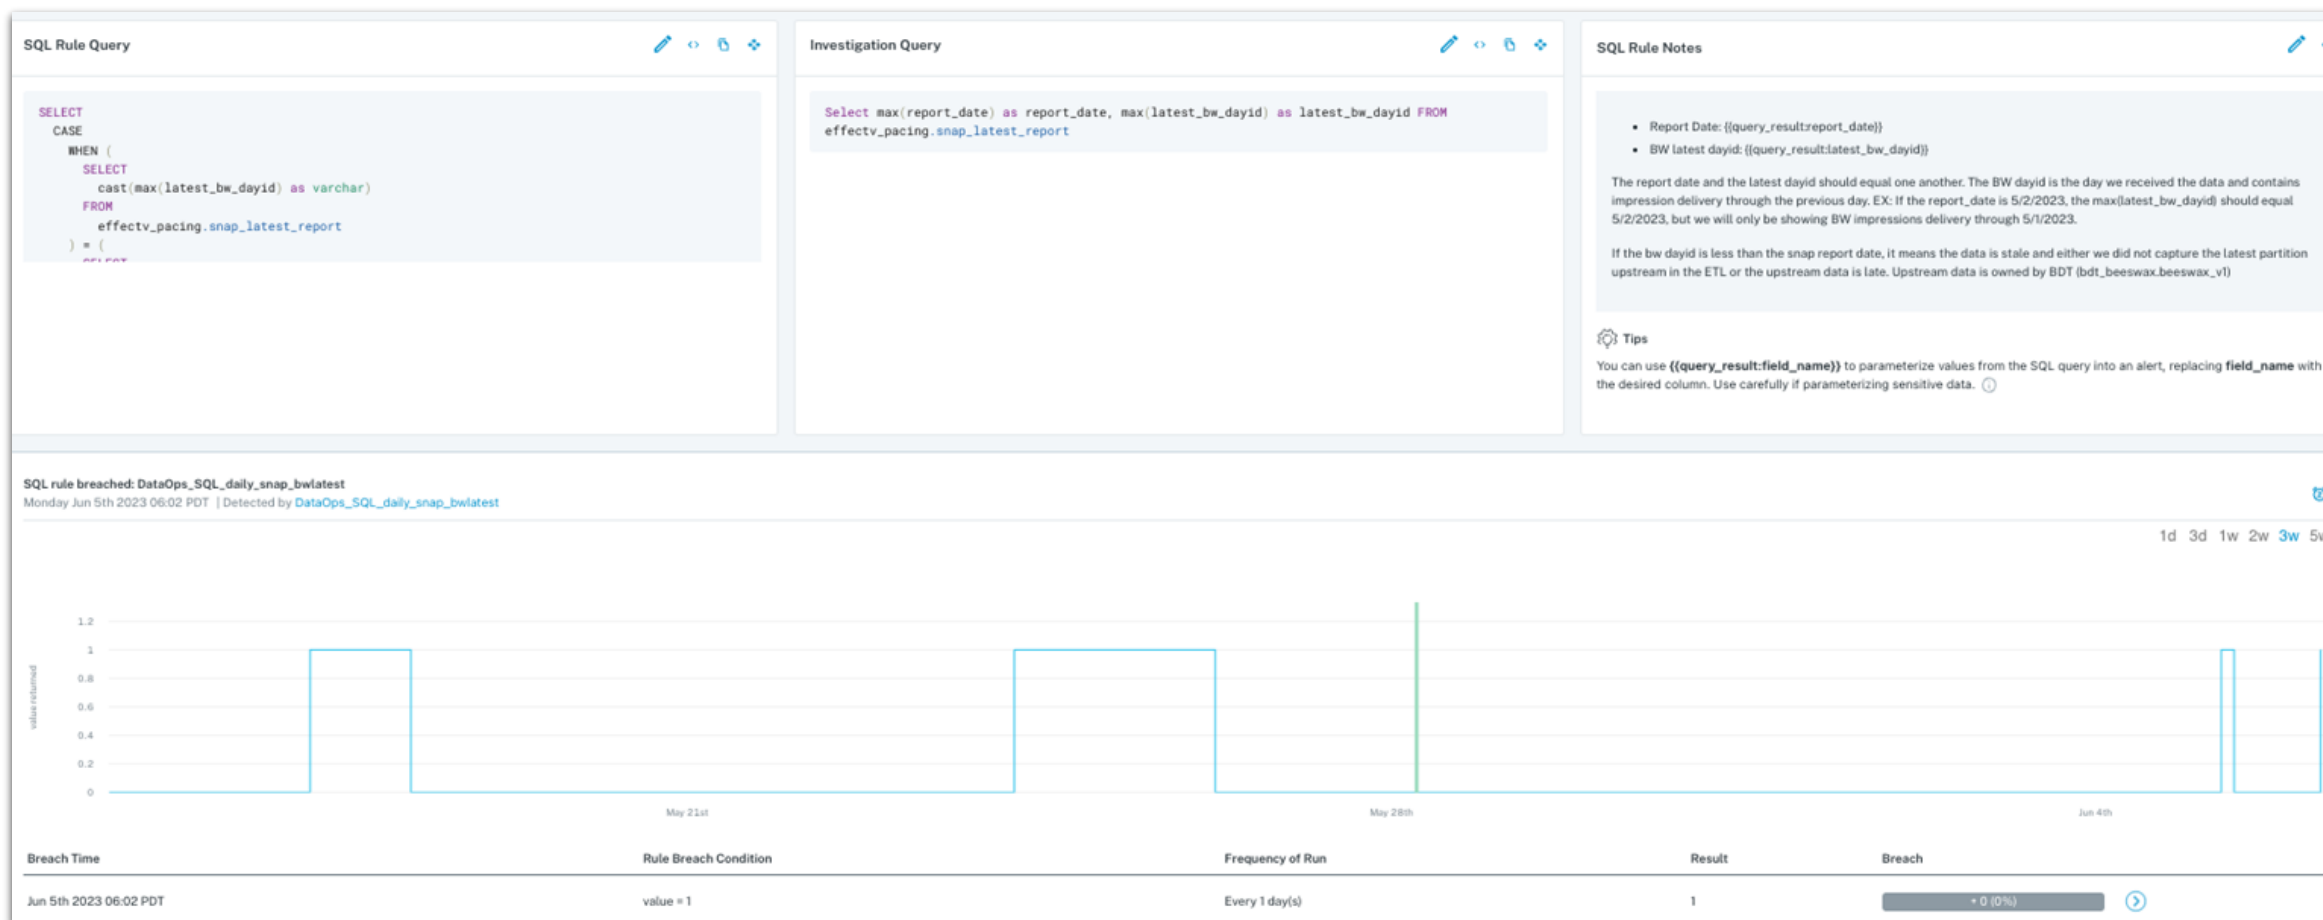 SQL Rule Query
SELECT
CASE
WHEN (
SELECT
cast(max(latest_bw_dayid) as varchar)
FROM
effectv_pacing.snap_latest_report
) = (
SELECT
Investigation Query
Select max(report_date) as report_date, max(latest_bw_dayid) as latest_bw_dayid FROM
effectv_pacing.snap_latest_report
SQL Rule Notes
• Report Date: {{query_result:report_date}}
• BW latest dayid: {{query_result:latest_bw_dayid}}
The report date and the latest dayid should equal one another. The BW dayid is the day we received the data and contains
impression delivery through the previous day. EX: If the report_date is 5/2/2023, the max(latest_bw_dayid) should equal
5/2/2023, but we will only be showing BW impressions delivery through 5/1/2023.
If the bw dayid is less than the snap report date, it means the data is stale and either we did not capture the latest partition
upstream in the ETL or the upstream data is late. Upstream data is owned by BDT (bdt_beeswax.beeswax_v1)
Tips
You can use {{query_result:field_name}} to parameterize values from the SQL query into an alert, replacing field_name with
the desired column. Use carefully if parameterizing sensitive data.
SQL rule breached: DataOps_SQL_daily_snap_bwlatest
Monday Jun 5th 2023 06:02 PDT | Detected by DataOps_SQL_daily_snap_bwlatest
1d 3d 1w 2w 3w 5w
value returned
1.2
1
0.8
0.6
0.4
0.2
0
May 21st May 28th Jun 4th
Breach Time Rule Breach Condition Frequency of Run Result Breach
Jun 5th 2023 06:02 PDT value = 1 Every 1 day(s) 1 + 0 (0%)